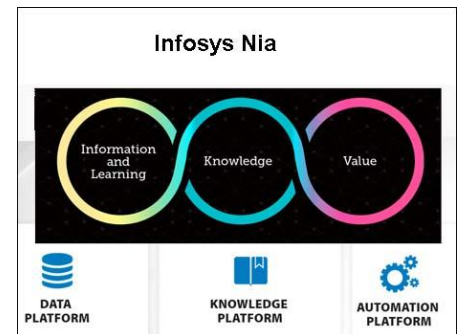 Infosys Nia
Information
and
Learning
Knowledge
Value
DATA
PLATFORM
KNOWLEDGE
PLATFORM
AUTOMATION
PLATFORM